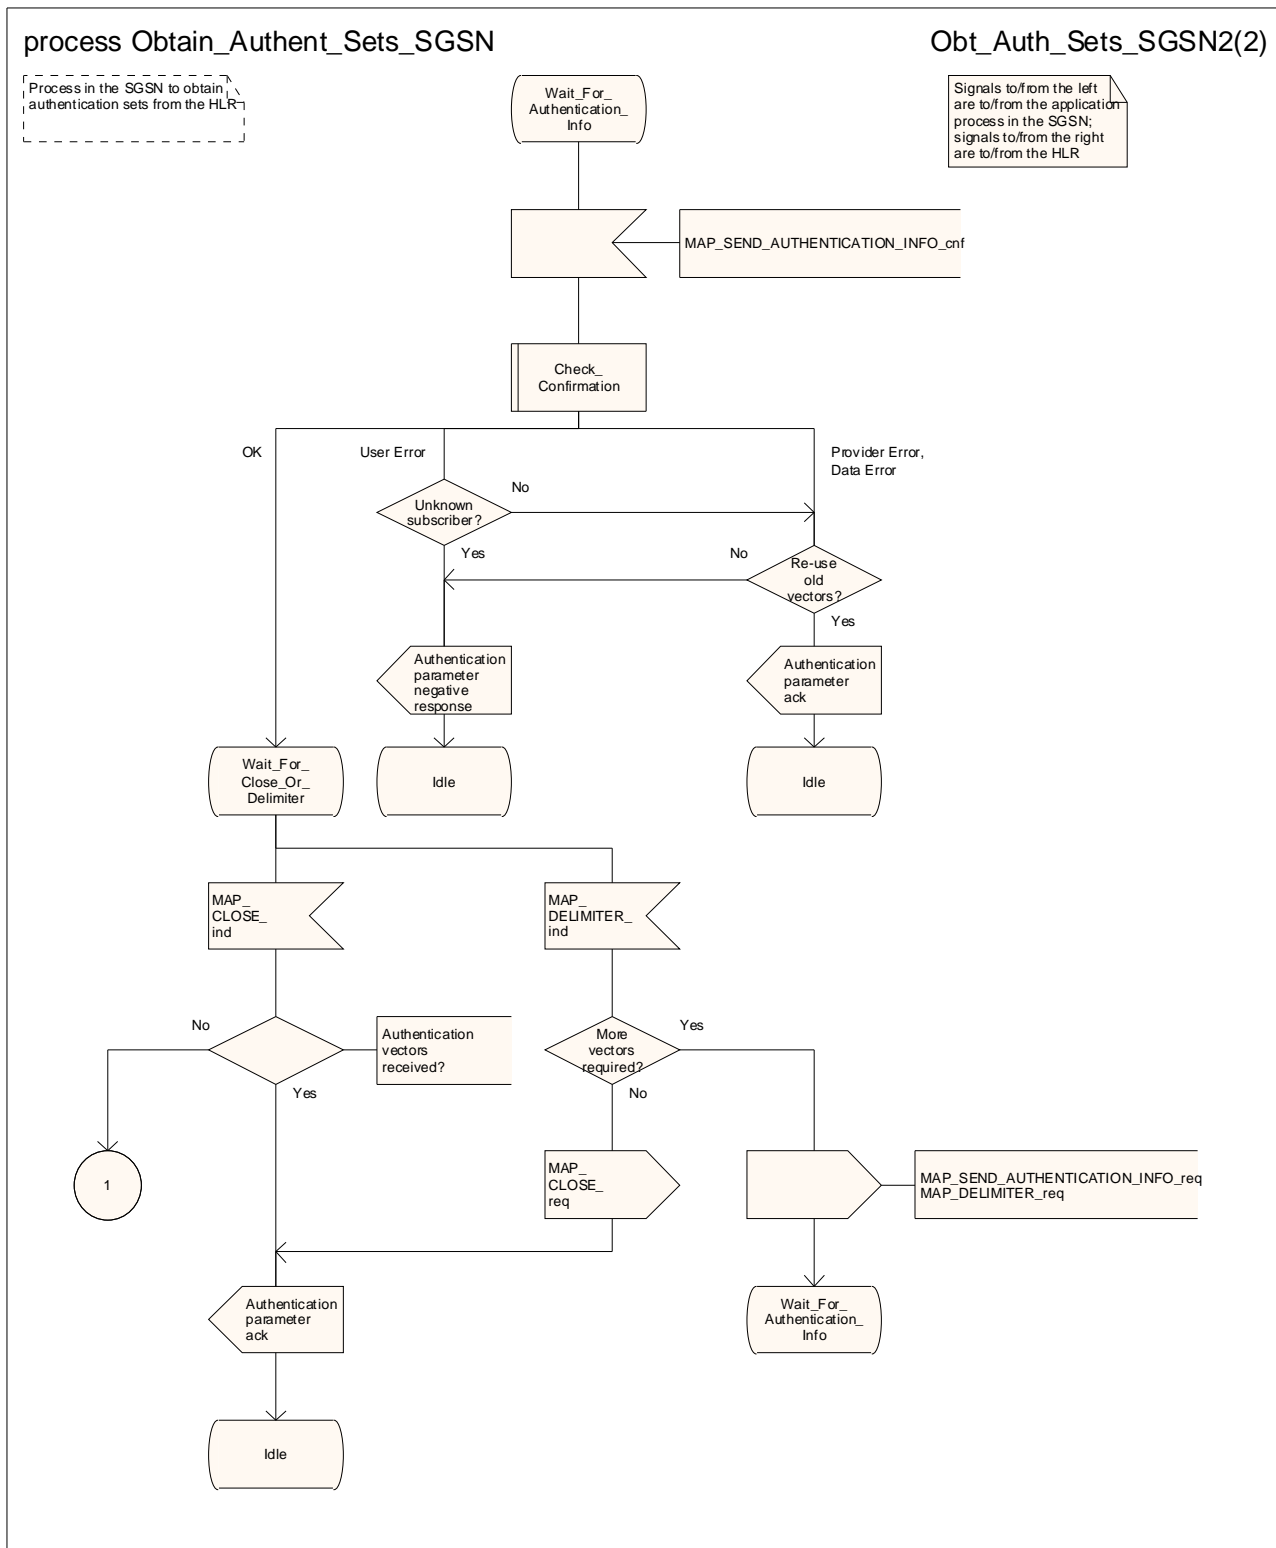 process Obtain_Authent_Sets_SGSN
Obt_Auth_Sets_SGSN2(2)
Process in the SGSN to obtain
authentication sets from the HLR
Wait_For_
Authentication_
Info
Signals to/from the left
are to/from the application
process in the SGSN;
signals to/from the right
are to/from the HLR
MAP_SEND_AUTHENTICATION_INFO_cnf
Check_
Confirmation
OK
User Error
Provider Error,
Data Error
Unknown
subscriber?
No
Yes
No
Re-use
old
vectors?
Yes
Authentication
parameter
negative
response
Authentication
parameter
ack
Wait_For_
Close_Or_
Delimiter
Idle
Idle
MAP_
CLOSE_
ind
MAP_
DELIMITER_
ind
No
Authentication
vectors
received?
Yes
More
vectors
required?
Yes
No
1
MAP_
CLOSE_
req
MAP_SEND_AUTHENTICATION_INFO_req
MAP_DELIMITER_req
Authentication
parameter
ack
Wait_For_
Authentication_
Info
Idle